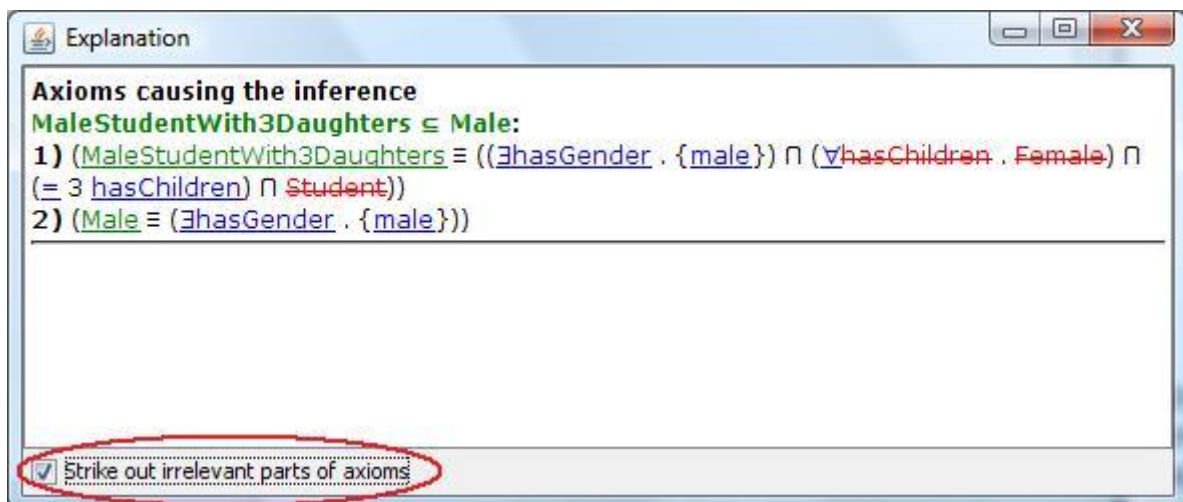 Explanation
Axioms causing the inference
MaleStudentWith3Daughters ⊆ Male:
1) (MaleStudentWith3Daughters ≡ ((∃hasGender . {male}) ⊓ (∀hasChildren . Female) ⊓
(= 3 hasChildren) ⊓ Student))
2) (Male ≡ (∃hasGender . {male}))
Strike out irrelevant parts of axioms